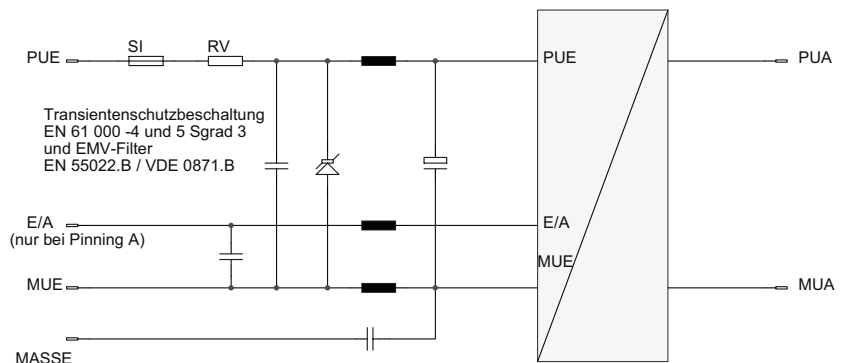 SI
RV
PUE
PUE
PUA
Transientenschutzbeschaltung
EN 61 000 -4 und 5 Sgrad 3
und EMV-Filter
EN 55022.B / VDE 0871.B
E/A
(nur bei Pinning A)
E/A
MUE
MUE
MUA
MASSE